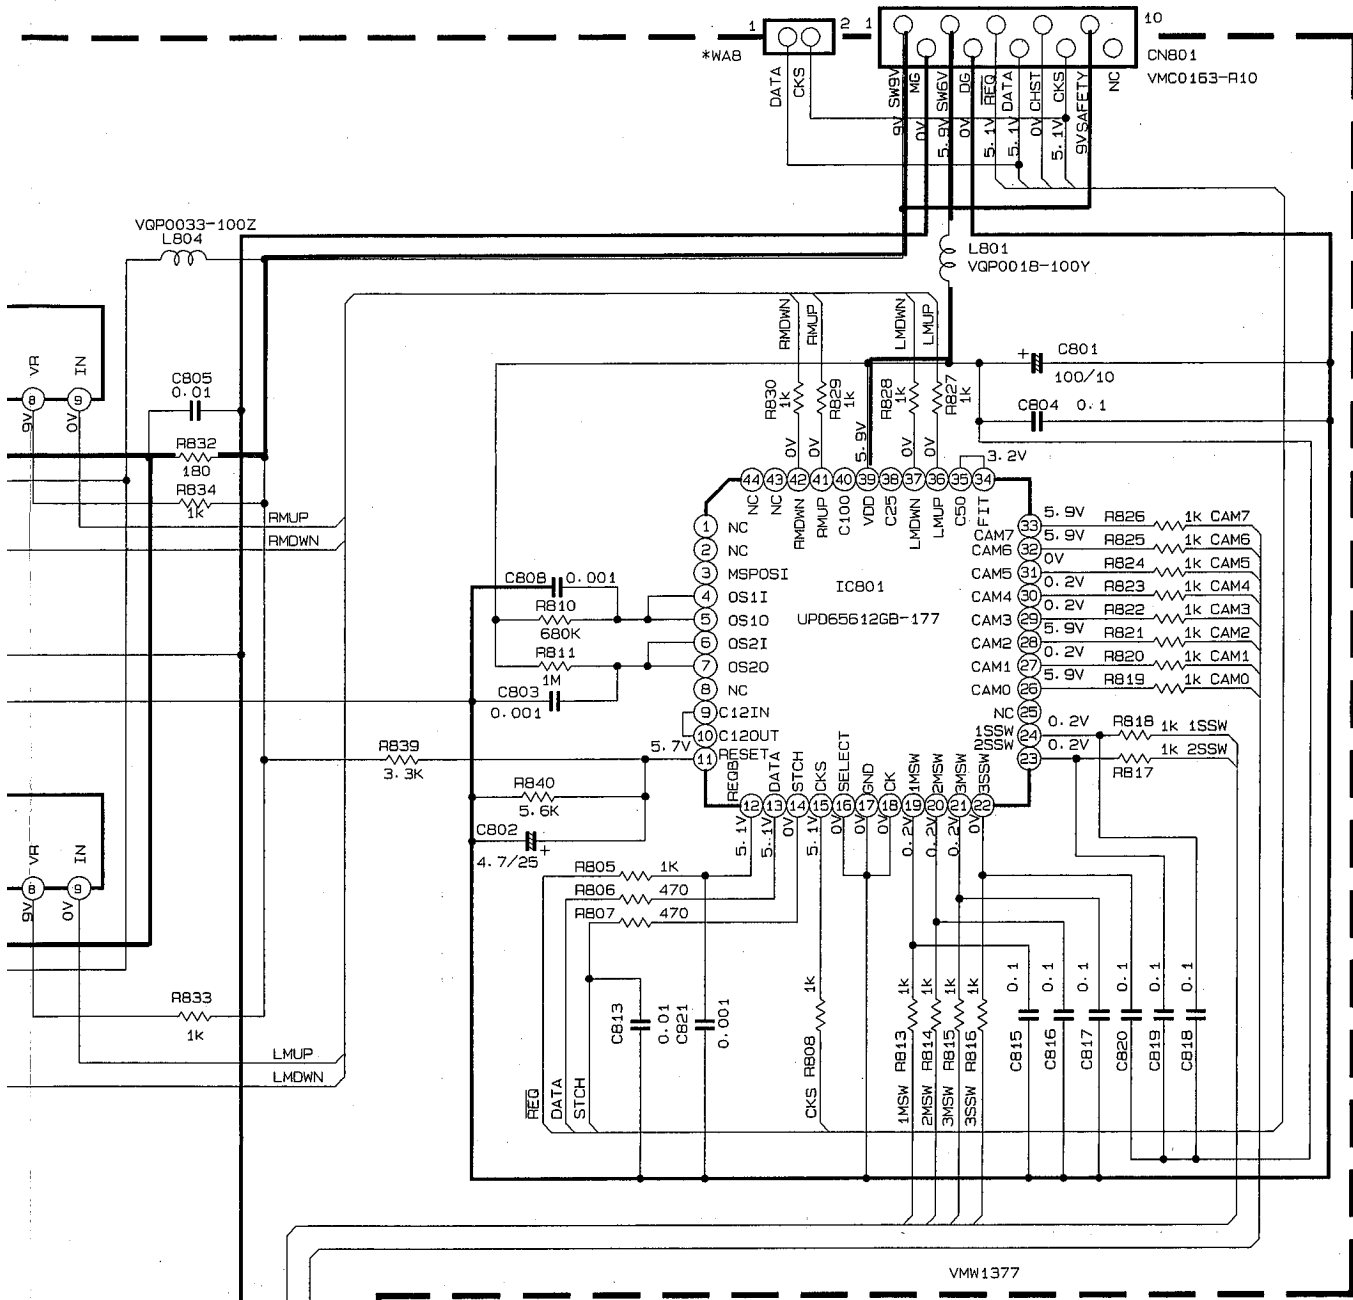 1 2 1 10
*WA8
CN801
VMC0163-R10
DATA
CKS
9V SW9V
0V MG
5.9V SW6V
0V DG
5.1V REQ
5.1V DATA
0V CHST
5.1V CKS
9V SAFETY
NC
VQP0033-100Z
L804
L801
VQP0018-100Y
RMDWN
RMUP
LMDWN
LMUP
VR
IN
8
9
9V
0V
C805
0.01
R832
180
R834
1k
RMUP
RMDWN
R830
1k
R829
1k
R828
1k
R827
1k
C801
+
100/10
C804 0.1
0V
0V
5.9V
0V
0V
3.2V
44 43 42 41 40 39 38 37 36 35 34
NC
NC
RMDWN
RMUP
C100
VDD
C25
LMDWN
LMUP
C50
FIT
1 NC
2 NC
3 MSPOSI
4 OS1I
5 OS1O
6 OS2I
7 OS2O
8 NC
9 C12IN
10 C12OUT
11 RESET
5.7V
IC801
UPD65612GB-177
CAM7 33 5.9V R826 1k CAM7
CAM6 32 5.9V R825 1k CAM6
CAM5 31 0V R824 1k CAM5
CAM4 30 0.2V R823 1k CAM4
CAM3 29 0.2V R822 1k CAM3
CAM2 28 5.9V R821 1k CAM2
CAM1 27 0.2V R820 1k CAM1
CAM0 26 5.9V R819 1k CAM0
NC 25
1SSW 24 0.2V R818 1k 1SSW
2SSW 23 0.2V R817 1k 2SSW
C808 0.001
R810
680K
R811
1M
C803
0.001
R839
3.3K
R840
5.6K
C802
4.7/25 +
REQB
DATA
STCH
CKS
SELECT
GND
CK
1MSW
2MSW
3MSW
3SSW
12 13 14 15 16 17 18 19 20 21 22
5.1V
5.1V
0V
5.1V
0V
0V
0V
0.2V
0.2V
0.2V
0V
R805 1K
R806 470
R807 470
VR
IN
8
9
9V
0V
R833
1k
LMUP
LMDWN
C813
0.01
C821
0.001
REQ
DATA
STCH
CKS R808 1k
1MSW R813 1k
2MSW R814 1k
3MSW R815 1k
3SSW R816 1k
C815 0.1
C816 0.1
C817 0.1
C820 0.1
C819 0.1
C818 0.1
VMW1377